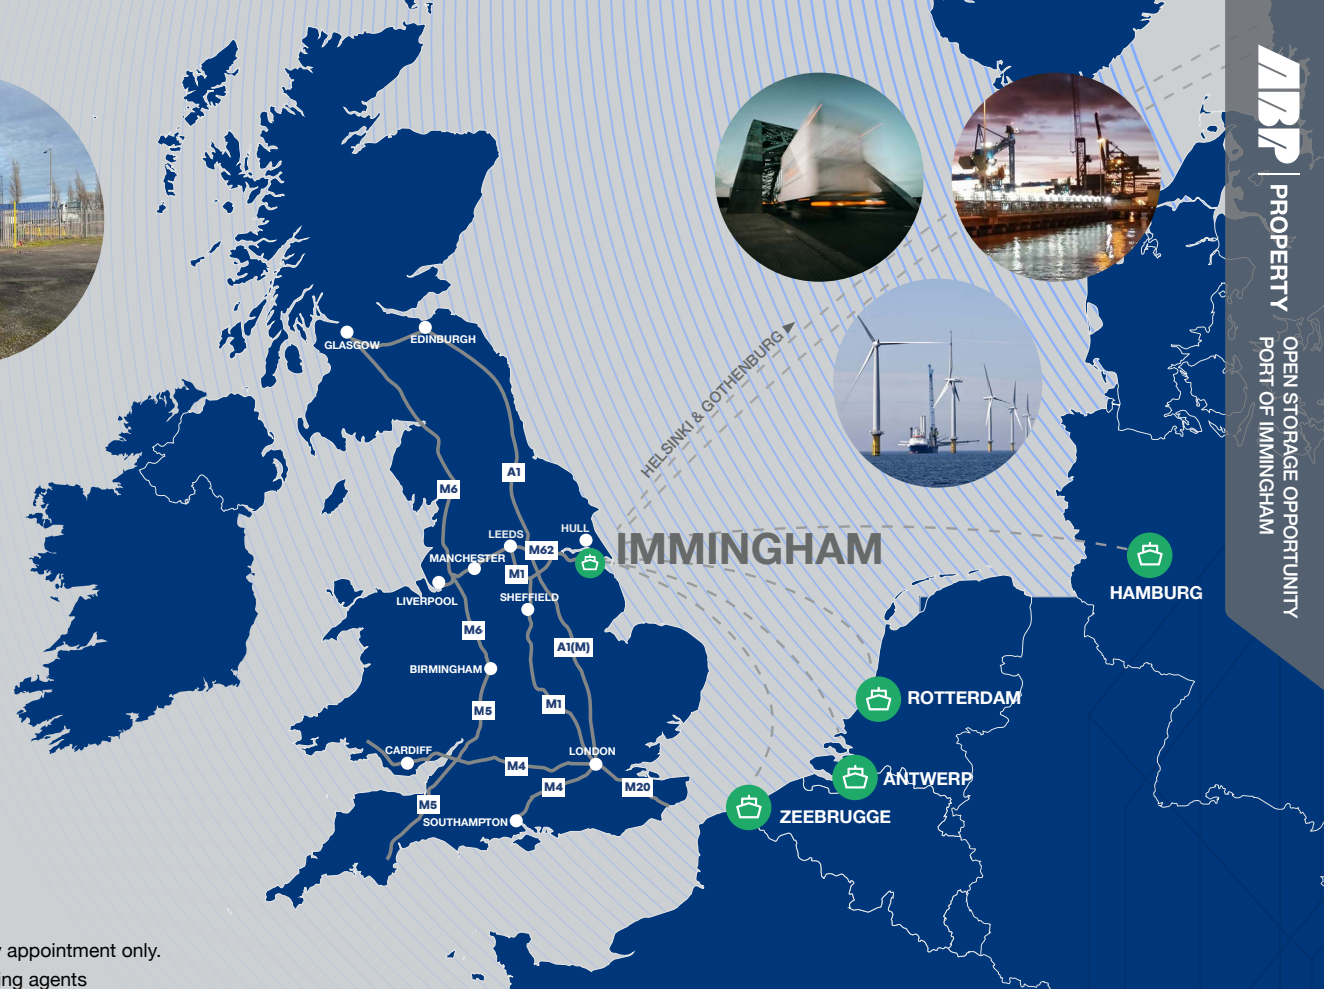 ABP
PROPERTY
OPEN STORAGE OPPORTUNITY
PORT OF IMMINGHAM
HELSINKI & GOTHENBURG
GLASGOW
EDINBURGH
A1
M6
LEEDS
HULL
M62
IMMINGHAM
MANCHESTER
M1
LIVERPOOL
SHEFFIELD
HAMBURG
M6
A1(M)
BIRMINGHAM
M5
M1
ROTTERDAM
CARDIFF
LONDON
M4
M4
M20
ANTWERP
M5
SOUTHAMPTON
ZEEBRUGGE
appointment only.
agents